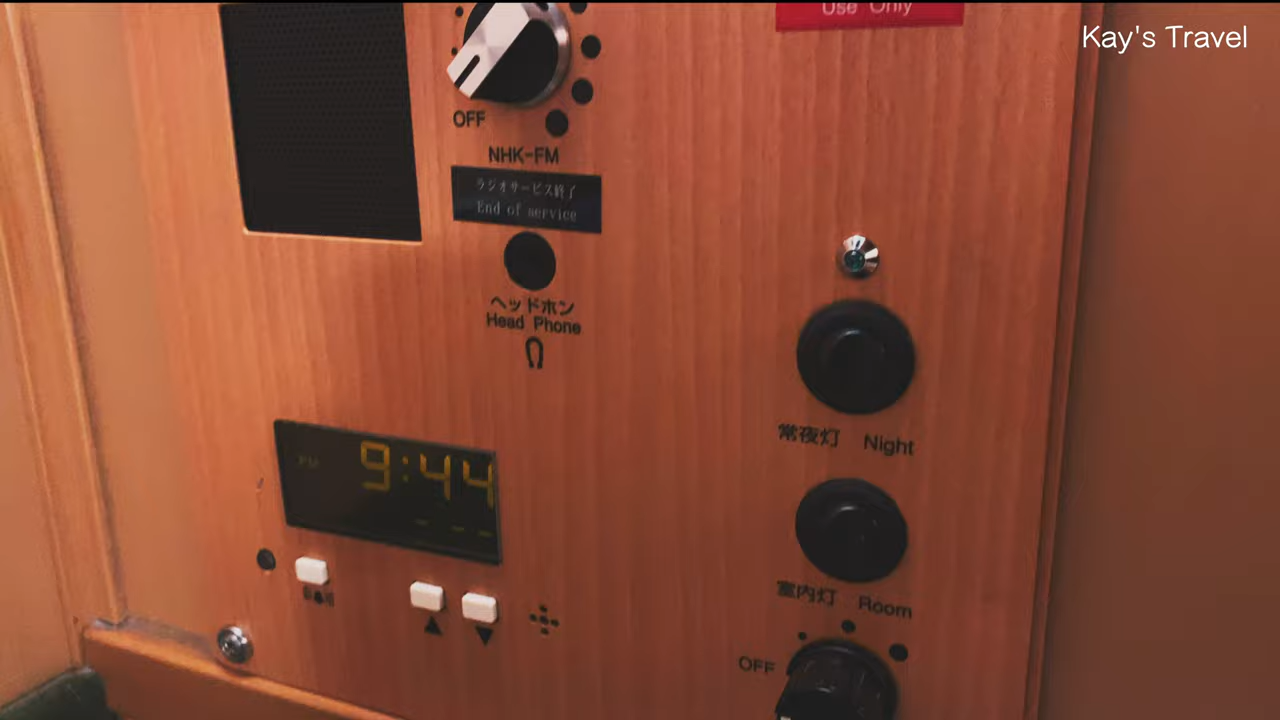 Use Only
Kay's Travel
OFF
NHK-FM
ラジオサービス終了
End of service
ヘッドホン
Head Phone
常夜灯 Night
PM 9:44
室内灯 Room
OFF